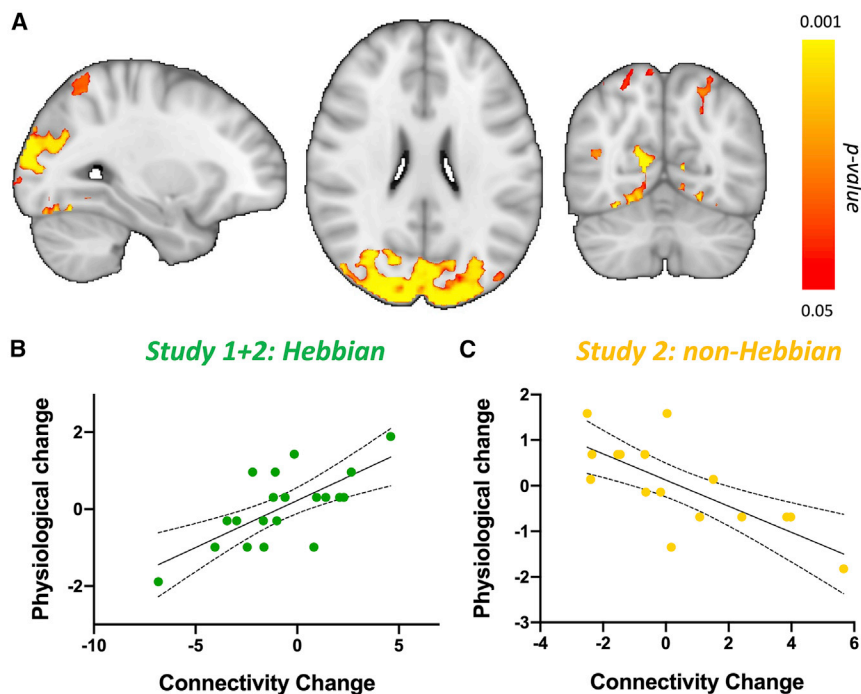 A
0.001
p-value
0.05
B
Study 1+2: Hebbian
Physiological change
2
0
-2
-10
-5
0
5
Connectivity Change
C
Study 2: non-Hebbian
Physiological change
2
1
0
-1
-2
-3
-4
-2
0
2
4
6
Connectivity Change